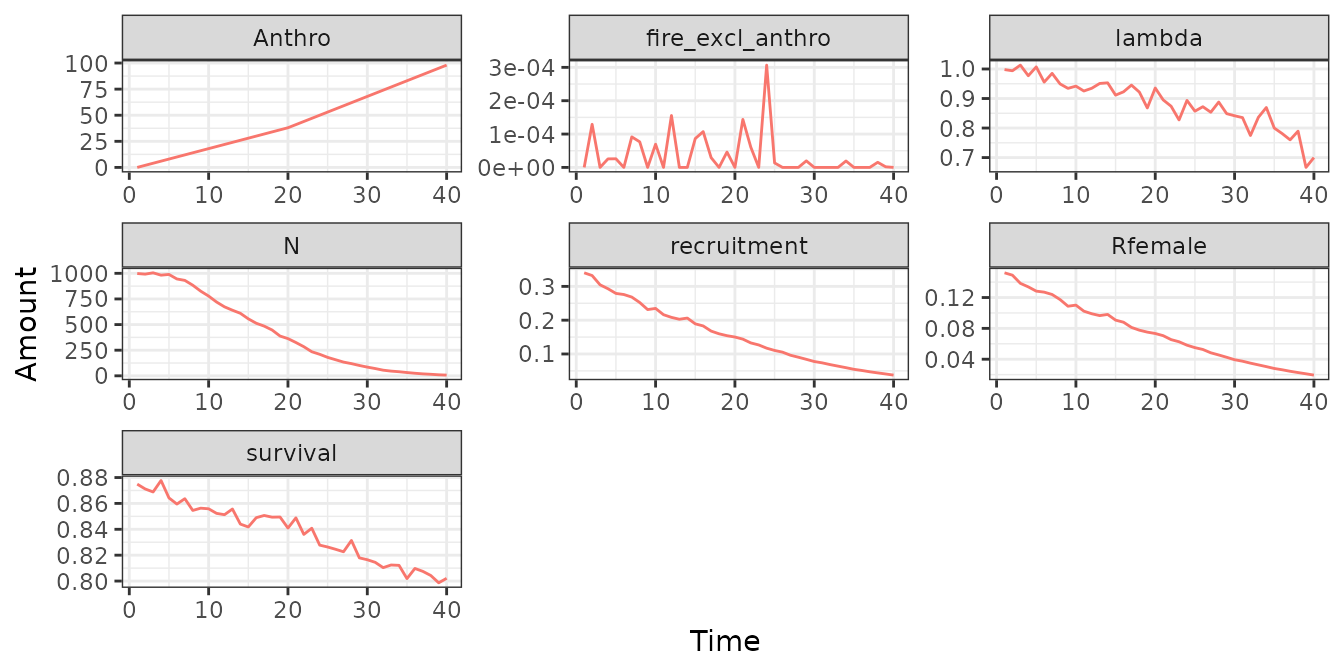 Anthro
fire_excl_anthro
lambda
100
75
50
25
0
3e-04
2e-04
1e-04
0e+00
1.0
0.9
0.8
0.7
0 10 20 30 40
0 10 20 30 40
0 10 20 30 40
N
recruitment
Rfemale
1000
750
500
250
0
0.3
0.2
0.1
0.12
0.08
0.04
0 10 20 30 40
0 10 20 30 40
0 10 20 30 40
Amount
survival
0.88
0.86
0.84
0.82
0.80
0 10 20 30 40
Time